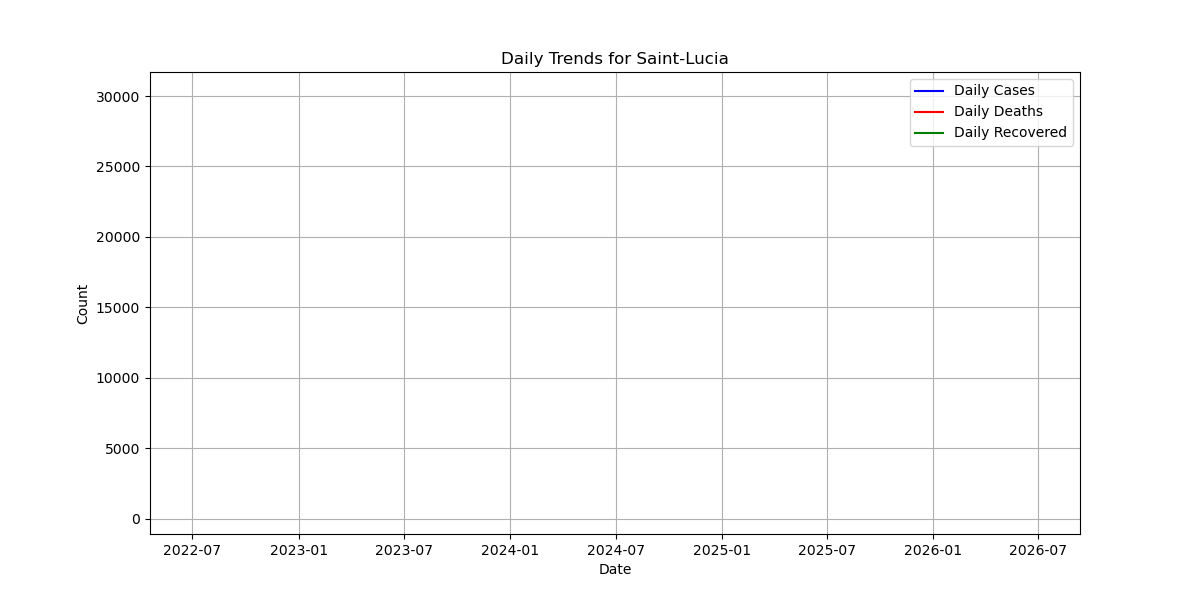 Daily Trends for Saint-Lucia
Daily Cases
Daily Deaths
Daily Recovered
30000
25000
20000
15000
10000
5000
0
Count
2022-07 2023-01 2023-07 2024-01 2024-07 2025-01 2025-07 2026-01 2026-07
Date